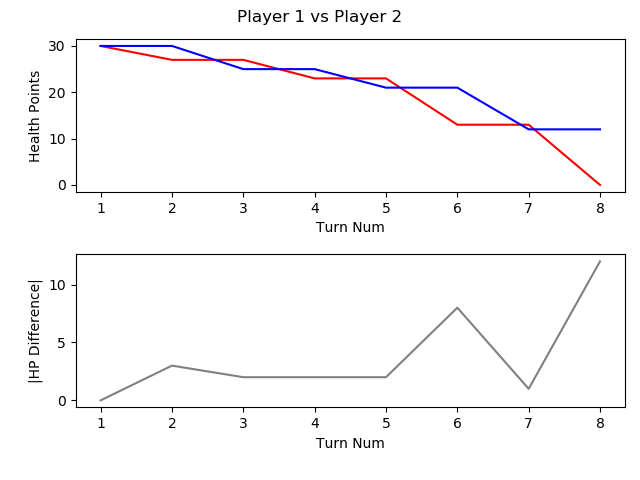 Player 1 vs Player 2
30
20
10
0
Health Points
1 2 3 4 5 6 7 8
Turn Num
10
5
0
|HP Difference|
1 2 3 4 5 6 7 8
Turn Num